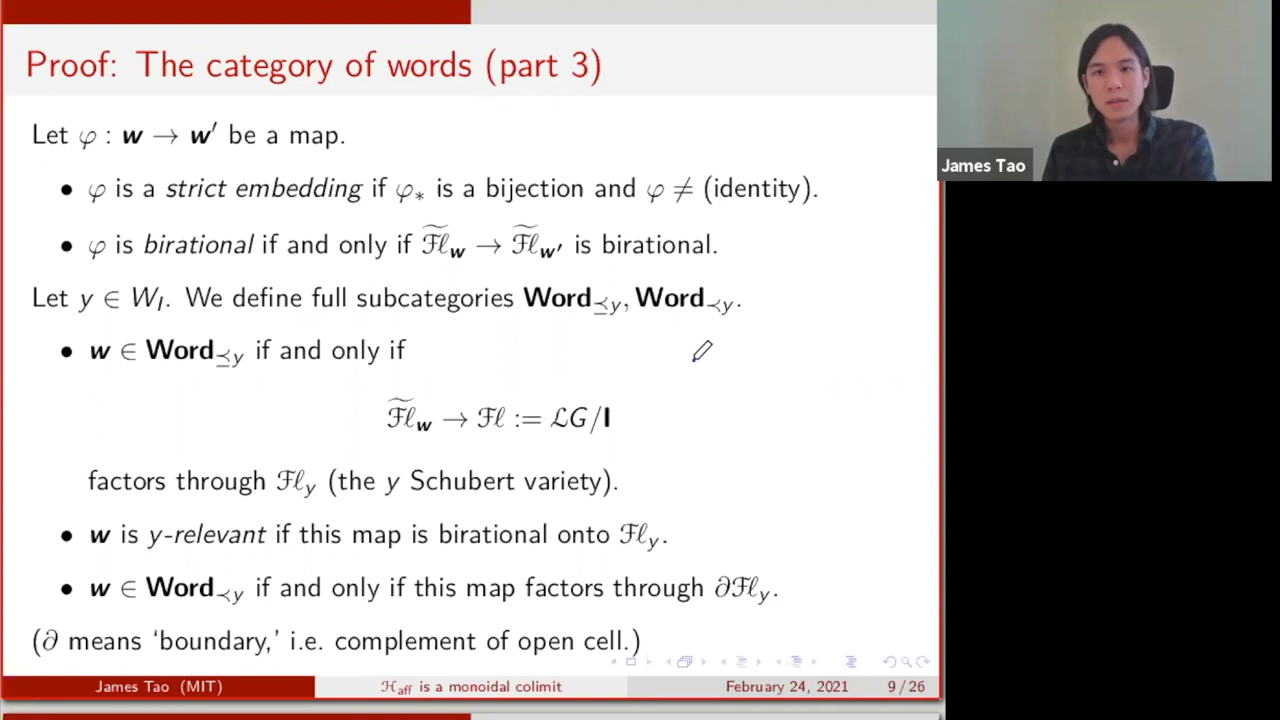 Proof: The category of words (part 3)
Let φ : w → w′ be a map.
• φ is a strict embedding if φ∗ is a bijection and φ ≠ (identity).
• φ is birational if and only if ℱ̃ℓ_w → ℱ̃ℓ_w′ is birational.
Let y ∈ W_I. We define full subcategories Word_⪯y, Word_≺y.
• w ∈ Word_⪯y if and only if
ℱ̃ℓ_w → ℱℓ := ℒG/I
factors through ℱℓ_y (the y Schubert variety).
• w is y-relevant if this map is birational onto ℱℓ_y.
• w ∈ Word_≺y if and only if this map factors through ∂ℱℓ_y.
(∂ means ‘boundary,’ i.e. complement of open cell.)
James Tao (MIT)
ℋ_aff is a monoidal colimit
February 24, 2021
9 / 26
James Tao